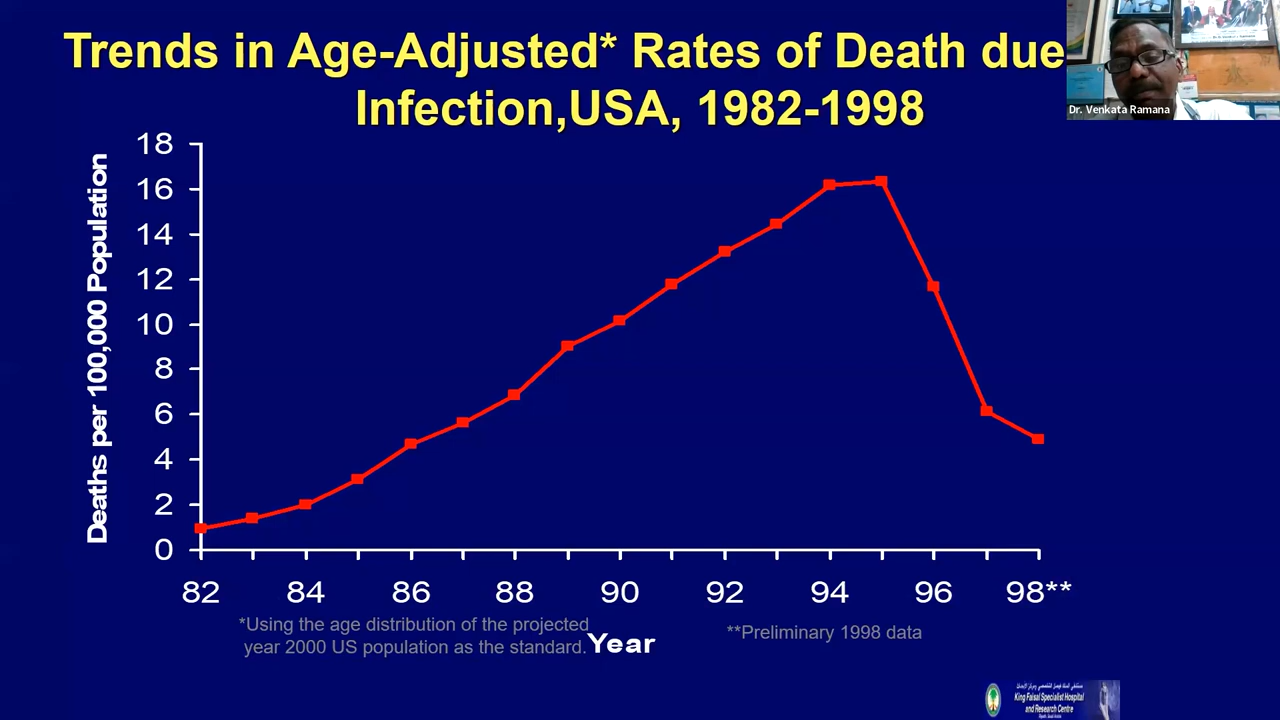 Trends in Age-Adjusted* Rates of Death due
Infection,USA, 1982-1998
Dr. Venkata Ramana
Deaths per 100,000 Population
18
16
14
12
10
8
6
4
2
0
82 84 86 88 90 92 94 96 98**
*Using the age distribution of the projected
year 2000 US population as the standard.
Year
**Preliminary 1998 data
King Faisal Specialist Hospital
and Research Centre